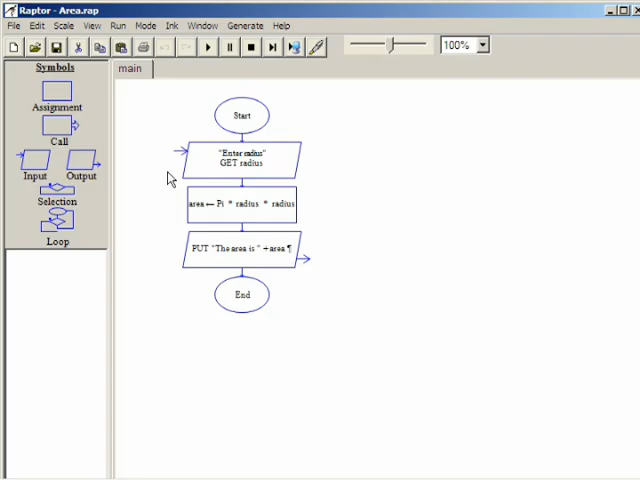 Raptor - Area.rap
File Edit Scale View Run Mode Ink Window Generate Help
100%
Symbols
main
Assignment
Call
Input Output
Selection
Loop
Start
"Enter radius"
GET radius
area ← Pi * radius * radius
PUT "The area is " +area ¶
End